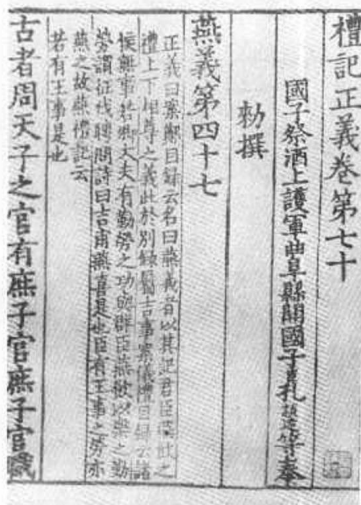 禮記正義卷第七十
國子祭酒上護軍曲阜縣開國子臣孔穎達等奉
勑撰
燕義第四十七
正義曰案鄭目録云名曰燕義者以其記君臣燕飲之
禮上下相尊之義此於別録屬吉事案儀禮目録云諸
侯無事若卿大夫有勤勞之功與群臣燕飲以樂之勤
勞謂征伐聘問詩曰吉甫燕喜是也臣有王事之勞亦
燕之故燕禮記云
若有王事是也
古者周天子之官有庶子官庶子官職